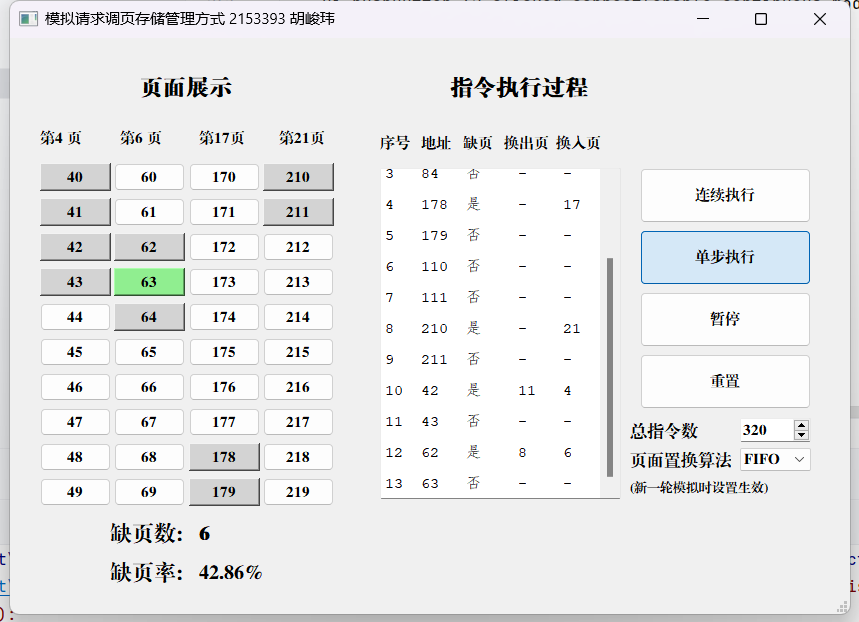 模拟请求调页存储管理方式 2153393 胡峻玮
页面展示
第4 页 第6 页 第17页 第21页
40 60 170 210
41 61 171 211
42 62 172 212
43 63 173 213
44 64 174 214
45 65 175 215
46 66 176 216
47 67 177 217
48 68 178 218
49 69 179 219
缺页数: 6
缺页率: 42.86%
指令执行过程
序号 地址 缺页 换出页 换入页
3 84 否 - -
4 178 是 - 17
5 179 否 - -
6 110 否 - -
7 111 否 - -
8 210 是 - 21
9 211 否 - -
10 42 是 11 4
11 43 否 - -
12 62 是 8 6
13 63 否 - -
连续执行
单步执行
暂停
重置
总指令数 320
页面置换算法 FIFO
(新一轮模拟时设置生效)